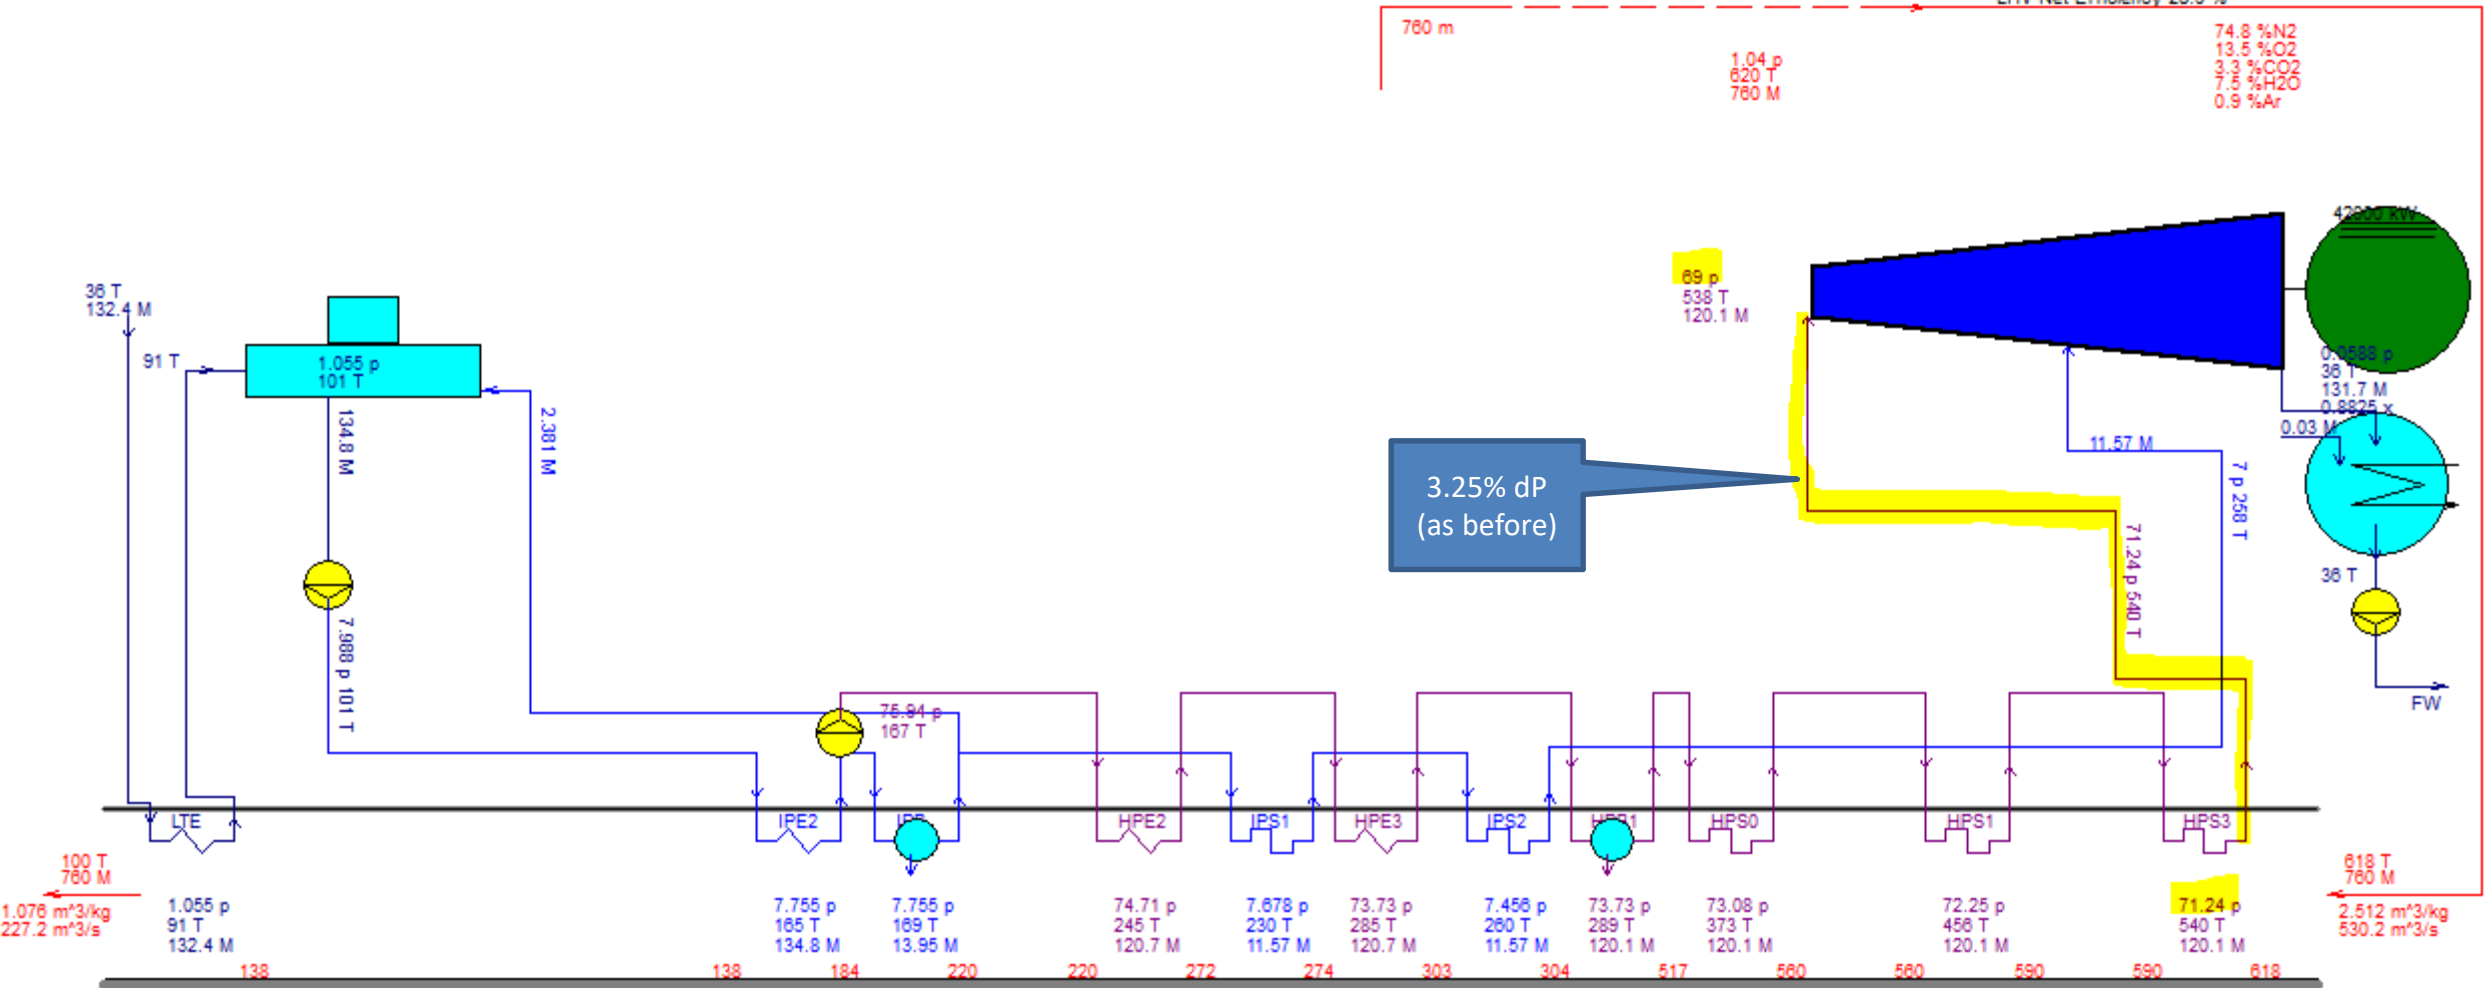 LHV Net Efficiency
760 m
74.8 %N2
13.5 %O2
3.3 %CO2
7.5 %H2O
0.9 %Ar
1.04 p
620 T
760 M
42000 kW
69 p
538 T
120.1 M
36 T
132.4 M
91 T
1.055 p
101 T
0.0588 p
36 T
131.7 M
0.8825 x
0.03 M
134.8 M
2.381 M
11.57 M
7 p 258 T
3.25% dP
(as before)
71.24 p 540 T
36 T
FW
7.988 p 101 T
75.94 p
167 T
LTE
IPE2
HPE2
IPS1
HPE3
IPS2
HPS0
HPS1
HPS3
100 T
760 M
1.076 m^3/kg
227.2 m^3/s
1.055 p
91 T
132.4 M
7.755 p
165 T
134.8 M
7.755 p
169 T
13.95 M
74.71 p
245 T
120.7 M
7.678 p
230 T
11.57 M
73.73 p
285 T
120.7 M
7.456 p
260 T
11.57 M
73.73 p
289 T
120.1 M
73.08 p
373 T
120.1 M
72.25 p
456 T
120.1 M
71.24 p
540 T
120.1 M
618 T
760 M
2.512 m^3/kg
530.2 m^3/s
138 138 184 220 220 272 274 303 304 517 560 560 590 590 618